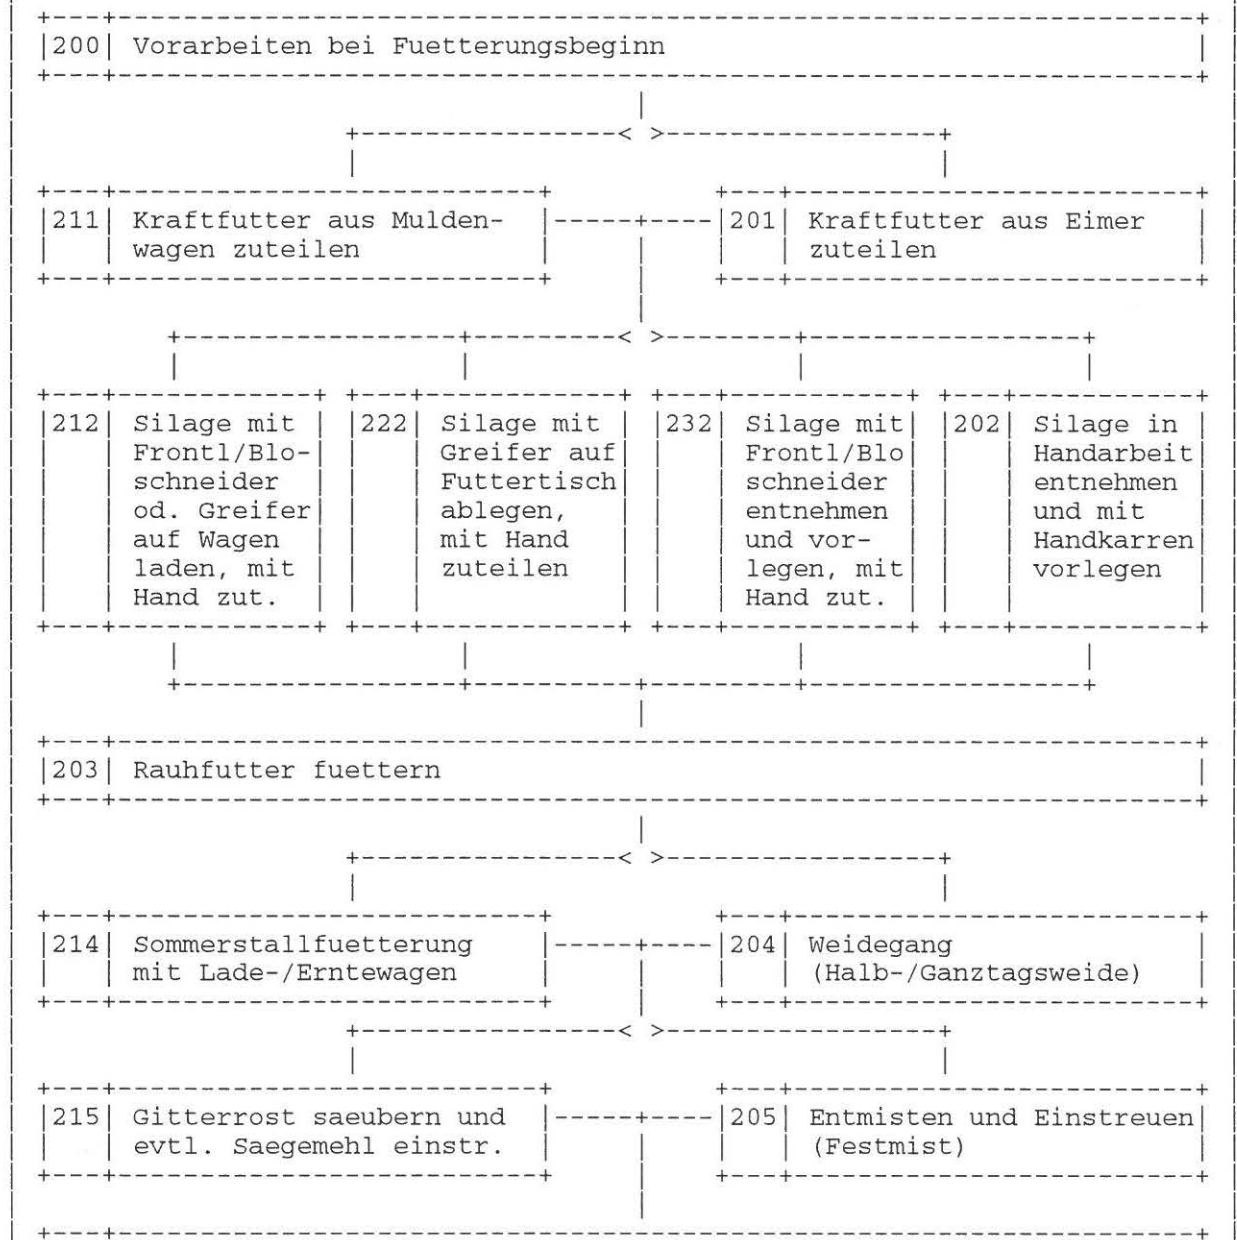 200 Vorarbeiten bei Fuetterungsbeginn
< >
211 Kraftfutter aus Mulden-
wagen zuteilen
201 Kraftfutter aus Eimer
zuteilen
< >
212 Silage mit
Frontl/Blo-
schneider
od. Greifer
auf Wagen
laden, mit
Hand zut.
222 Silage mit
Greifer auf
Futtertisch
ablegen,
mit Hand
zuteilen
232 Silage mit
Frontl/Blo
schneider
entnehmen
und vor-
legen, mit
Hand zut.
202 Silage in
Handarbeit
entnehmen
und mit
Handkarren
vorlegen
203 Rauhfutter fuettern
< >
214 Sommerstallfuetterung
mit Lade-/Erntewagen
204 Weidegang
(Halb-/Ganztagsweide)
< >
215 Gitterrost saeubern und
evtl. Saegemehl einstr.
205 Entmisten und Einstreuen
(Festmist)